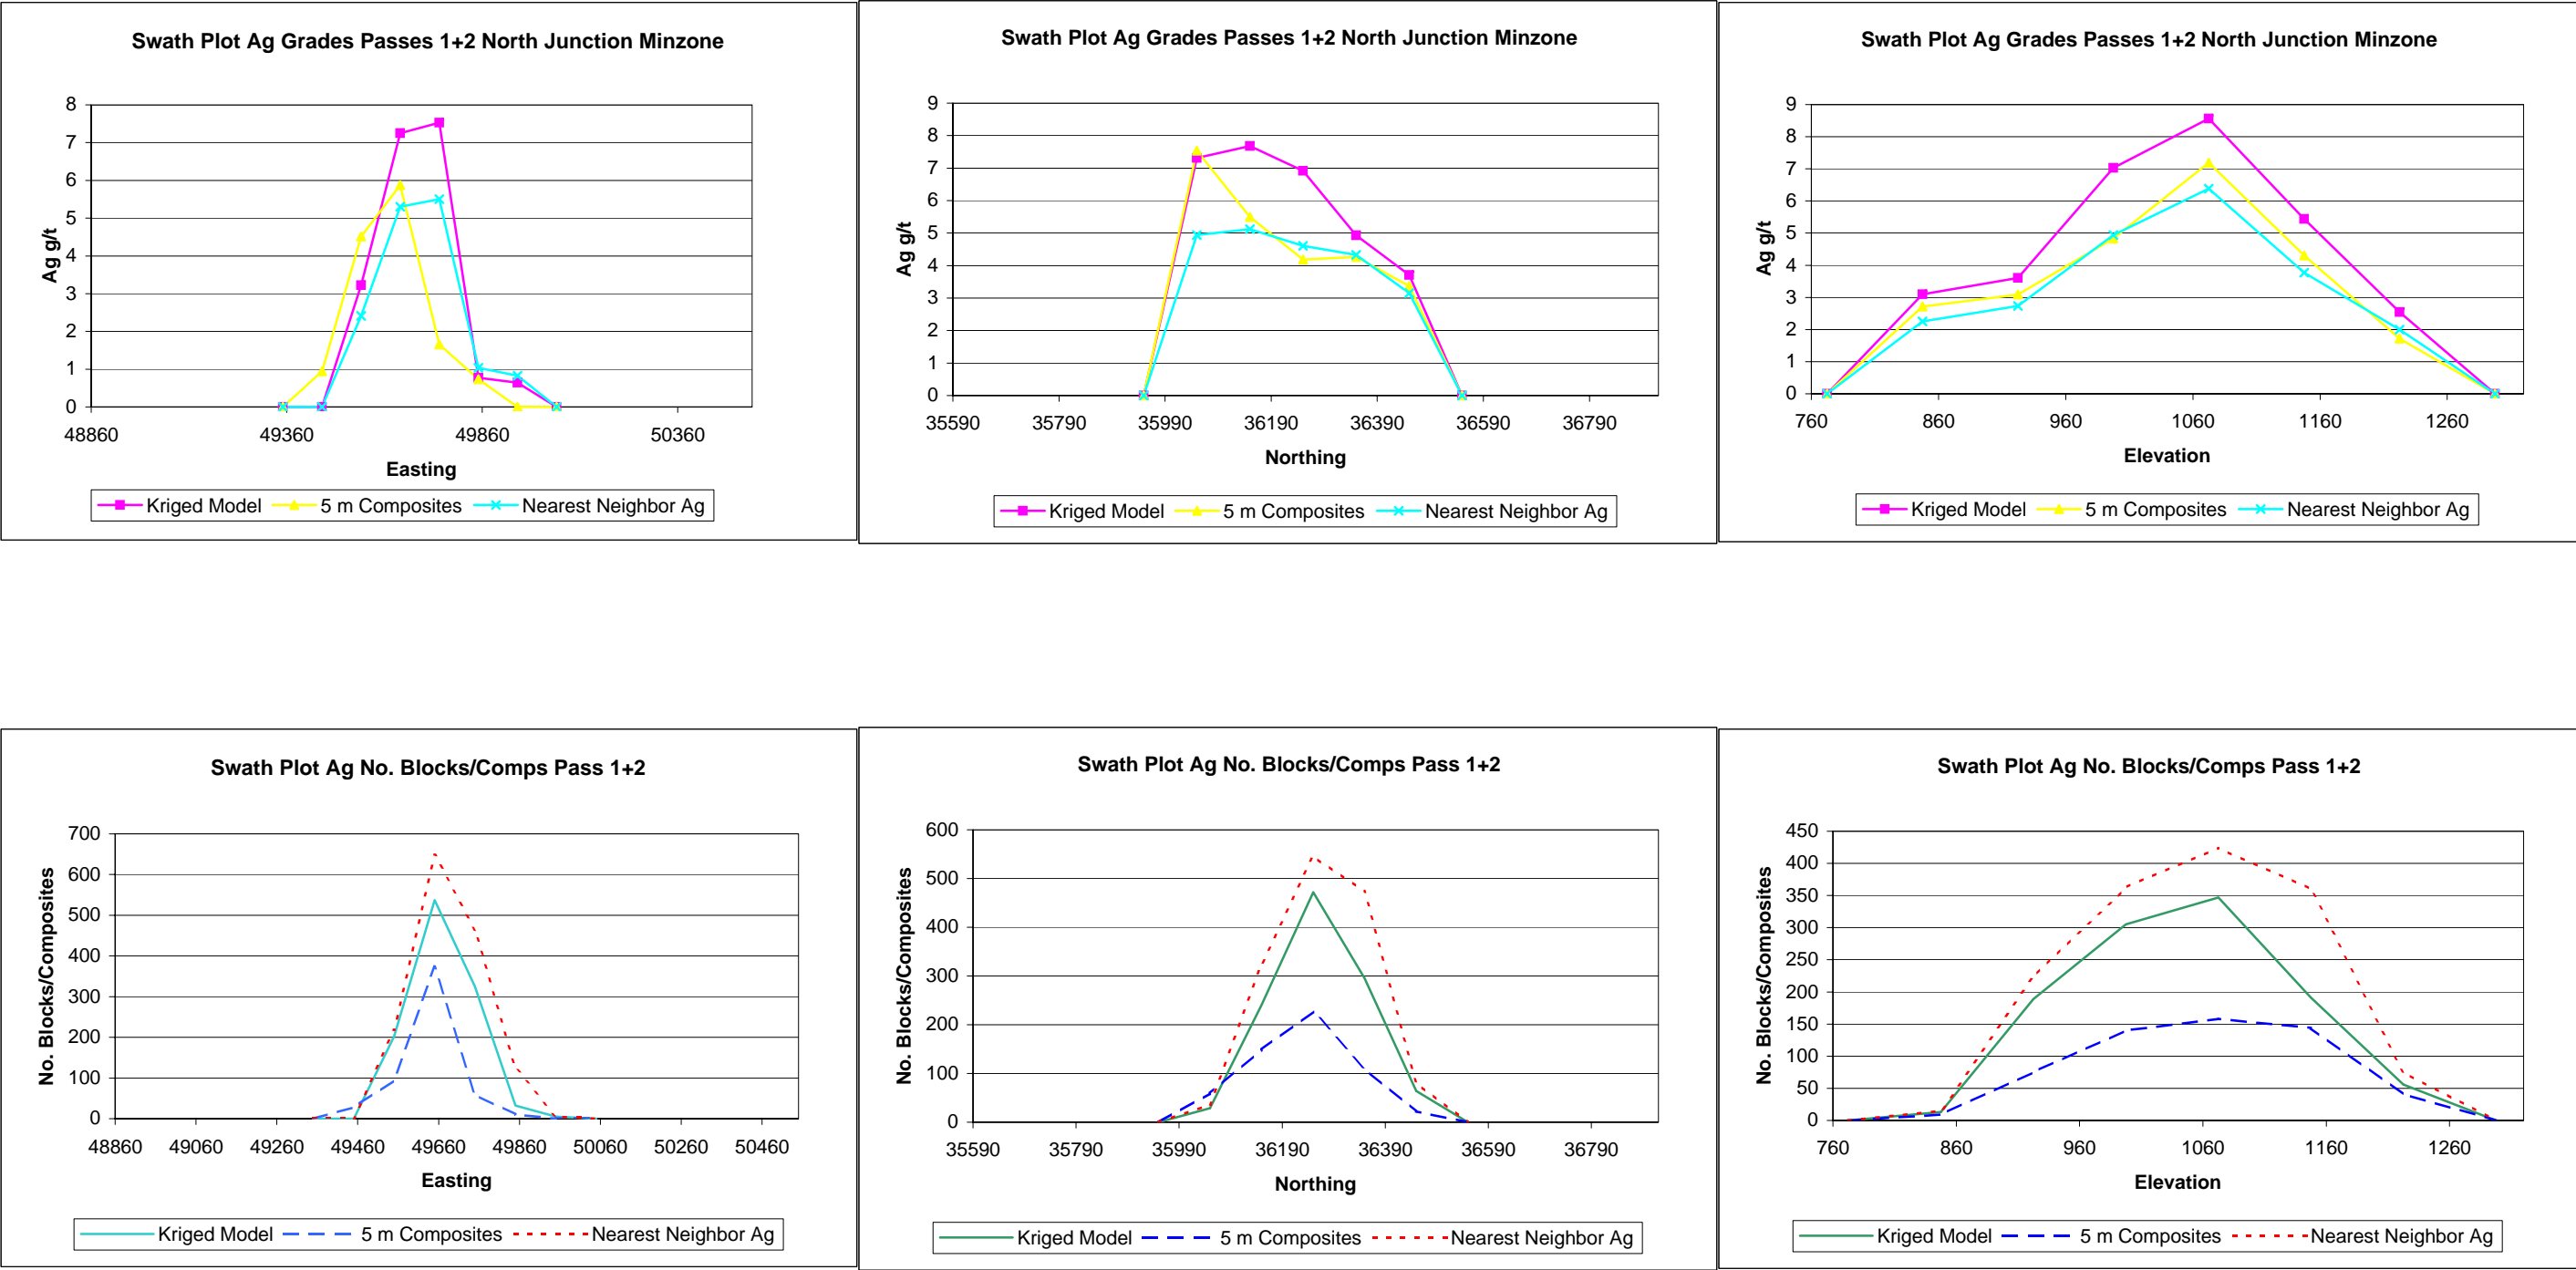 Swath Plot Ag Grades Passes 1+2 North Junction Minzone
8
7
6
5
4
3
2
1
0
Ag g/t
48860 49360 49860 50360
Easting
Kriged Model 5 m Composites Nearest Neighbor Ag
Swath Plot Ag Grades Passes 1+2 North Junction Minzone
9
8
7
6
5
4
3
2
1
0
Ag g/t
35590 35790 35990 36190 36390 36590 36790
Northing
Kriged Model 5 m Composites Nearest Neighbor Ag
Swath Plot Ag Grades Passes 1+2 North Junction Minzone
9
8
7
6
5
4
3
2
1
0
Ag g/t
760 860 960 1060 1160 1260
Elevation
Kriged Model 5 m Composites Nearest Neighbor Ag
Swath Plot Ag No. Blocks/Comps Pass 1+2
700
600
500
400
300
200
100
0
No. Blocks/Composites
48860 49060 49260 49460 49660 49860 50060 50260 50460
Easting
Kriged Model 5 m Composites Nearest Neighbor Ag
Swath Plot Ag No. Blocks/Comps Pass 1+2
600
500
400
300
200
100
0
No. Blocks/Composites
35590 35790 35990 36190 36390 36590 36790
Northing
Kriged Model 5 m Composites Nearest Neighbor Ag
Swath Plot Ag No. Blocks/Comps Pass 1+2
450
400
350
300
250
200
150
100
50
0
No. Blocks/Composites
760 860 960 1060 1160 1260
Elevation
Kriged Model 5 m Composites Nearest Neighbor Ag